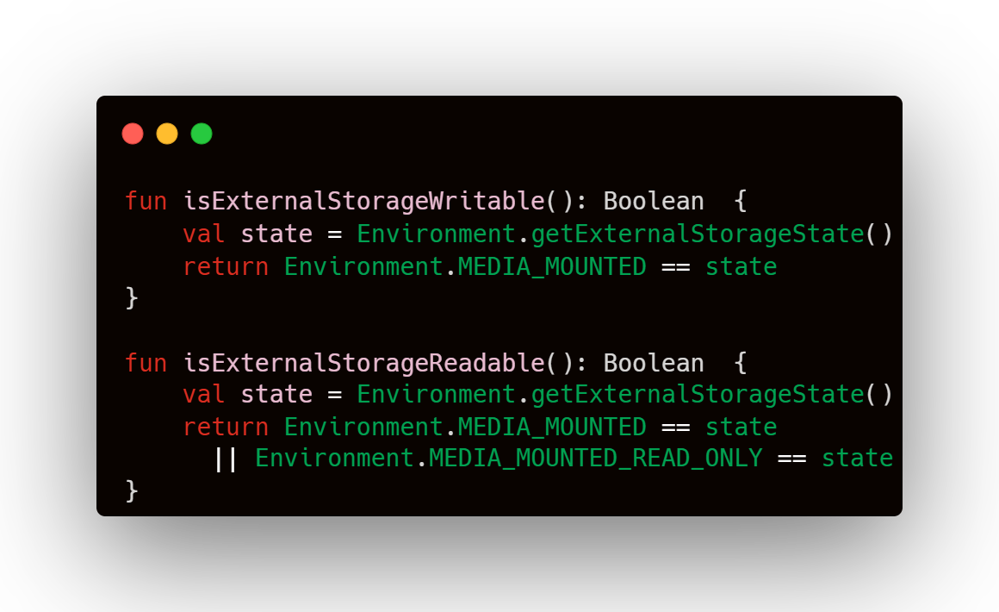 fun isExternalStorageWritable(): Boolean  {
    val state = Environment.getExternalStorageState()
    return Environment.MEDIA_MOUNTED == state
}

fun isExternalStorageReadable(): Boolean  {
    val state = Environment.getExternalStorageState()
    return Environment.MEDIA_MOUNTED == state
      || Environment.MEDIA_MOUNTED_READ_ONLY == state
}